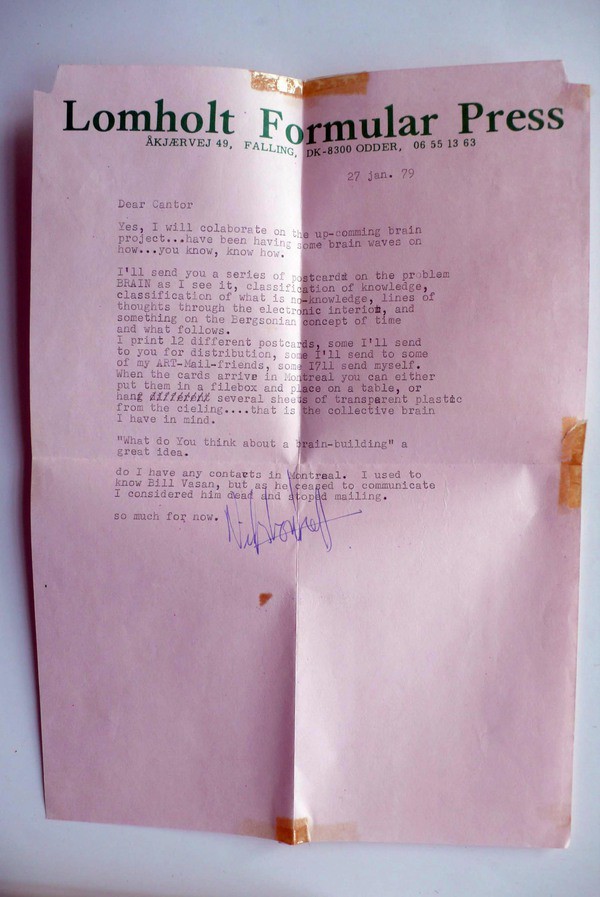 Lomholt Formular Press
ÅKJÆRVEJ 49, FALLING, DK-8300 ODDER, 06 55 13 63
27 jan. 79
Dear Cantor
Yes, I will colaborate on the up-comming brain
project...have been having some brain waves on
how...you know, know how.
I'll send you a series of postcards on the problem
BRAIN as I see it, classification of knowledge,
classification of what is no-knowledge, lines of
thoughts through the electronic interior, and
something on the Bergsonian concept of time
and what follows.
I print 12 different postcards, some I'll send
to you for distribution, some I'll send to some
of my ART-Mail-friends, some I7ll send myself.
When the cards arrive in Montreal you can either
put them in a filebox and place on a table, or
hang several sheets of transparent plastic
from the cieling....that is the collective brain
I have in mind.
"What do You think about a brain-building" a
great idea.
do I have any contacts in Montreal. I used to
know Bill Vasan, but as he ceased to communicate
I considered him dead and stoped mailing.
so much for now.